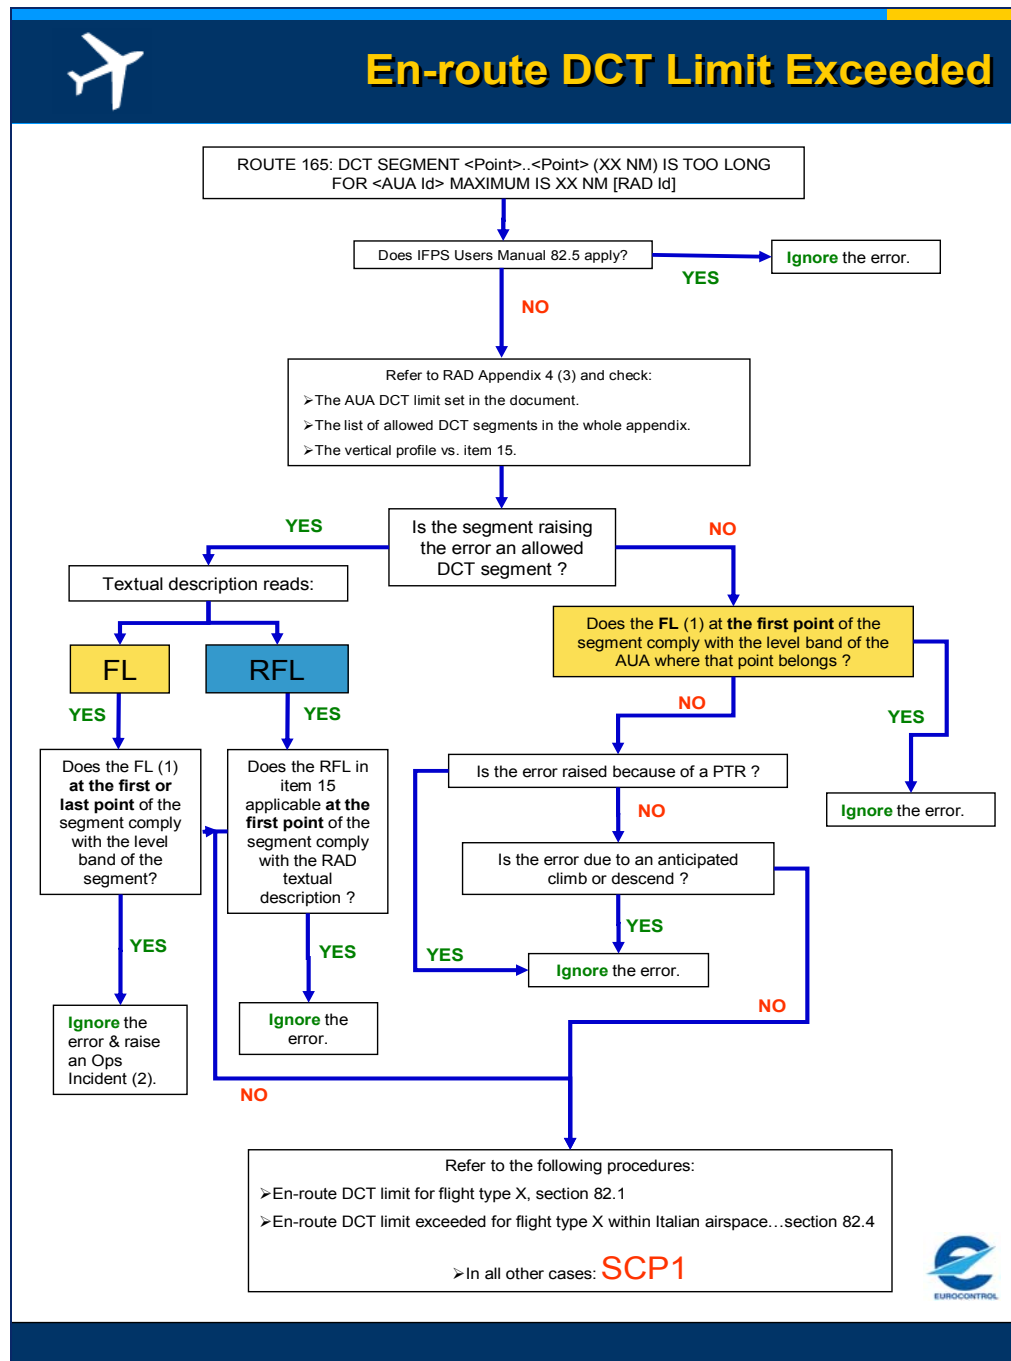 En-route DCT Limit Exceeded
ROUTE 165: DCT SEGMENT <Point>..<Point> (XX NM) IS TOO LONG
FOR <AUA Id> MAXIMUM IS XX NM [RAD Id]
Does IFPS Users Manual 82.5 apply?
YES
Ignore the error.
NO
Refer to RAD Appendix 4 (3) and check:
➢The AUA DCT limit set in the document.
➢The list of allowed DCT segments in the whole appendix.
➢The vertical profile vs. item 15.
Is the segment raising
the error an allowed
DCT segment ?
YES
NO
Textual description reads:
FL
RFL
YES
YES
Does the FL (1)
at the first or
last point of the
segment comply
with the level
band of the
segment?
Does the RFL in
item 15
applicable at the
first point of the
segment comply
with the RAD
textual
description ?
YES
YES
Ignore the
error & raise
an Ops
Incident (2).
Ignore the
error.
NO
Does the FL (1) at the first point of the
segment comply with the level band of the
AUA where that point belongs ?
NO
YES
Ignore the error.
Is the error raised because of a PTR ?
NO
Is the error due to an anticipated
climb or descend ?
YES
YES
Ignore the error.
NO
Refer to the following procedures:
➢En-route DCT limit for flight type X, section 82.1
➢En-route DCT limit exceeded for flight type X within Italian airspace…section 82.4
➢In all other cases: SCP1
EUROCONTROL